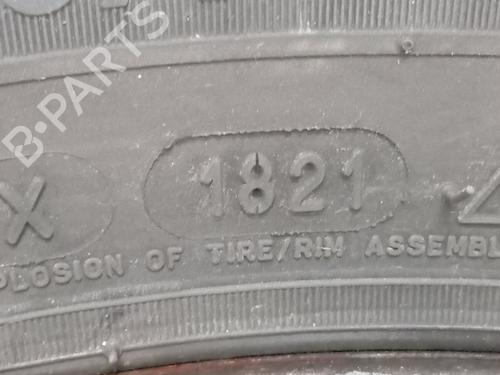 B·PARTS
X 1821
PLOSION OF TIRE/RIM ASSEMBL